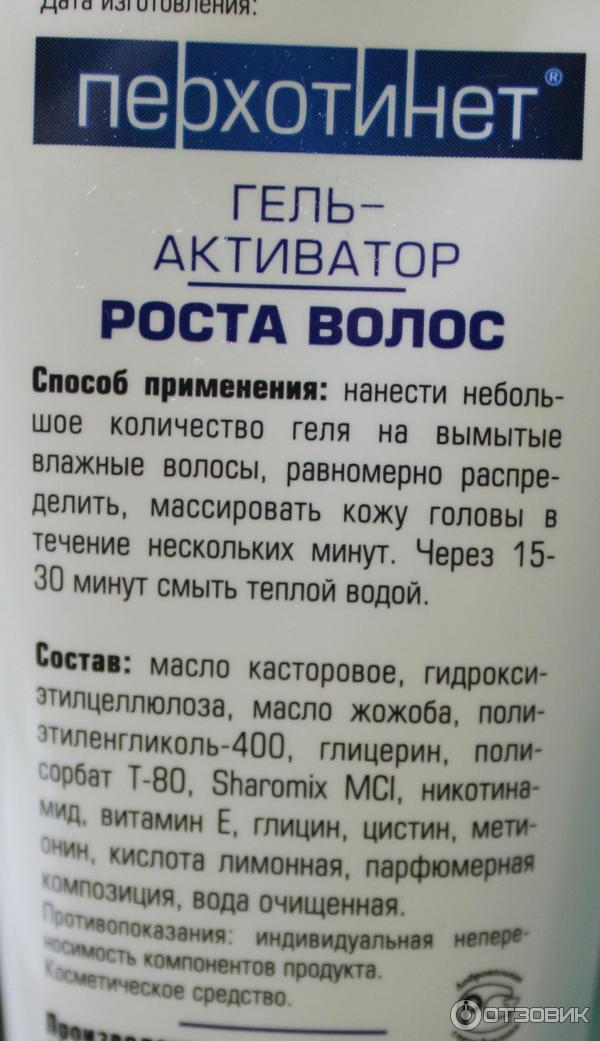 Дата изготовления:
перхотинет®
ГЕЛЬ-
АКТИВАТОР
РОСТА ВОЛОС
Способ применения: нанести неболь-
шое количество геля на вымытые
влажные волосы, равномерно распре-
делить, массировать кожу головы в
течение нескольких минут. Через 15-
30 минут смыть теплой водой.
Состав: масло касторовое, гидрокси-
этилцеллюлоза, масло жожоба, поли-
этиленгликоль-400, глицерин, поли-
сорбат Т-80, Sharomix MCI, никотина-
мид, витамин Е, глицин, цистин, мети-
онин, кислота лимонная, парфюмерная
композиция, вода очищенная.
Противопоказания: индивидуальная непере-
носимость компонентов продукта.
Косметическое средство.
Добровольная
ОТЗОВИК